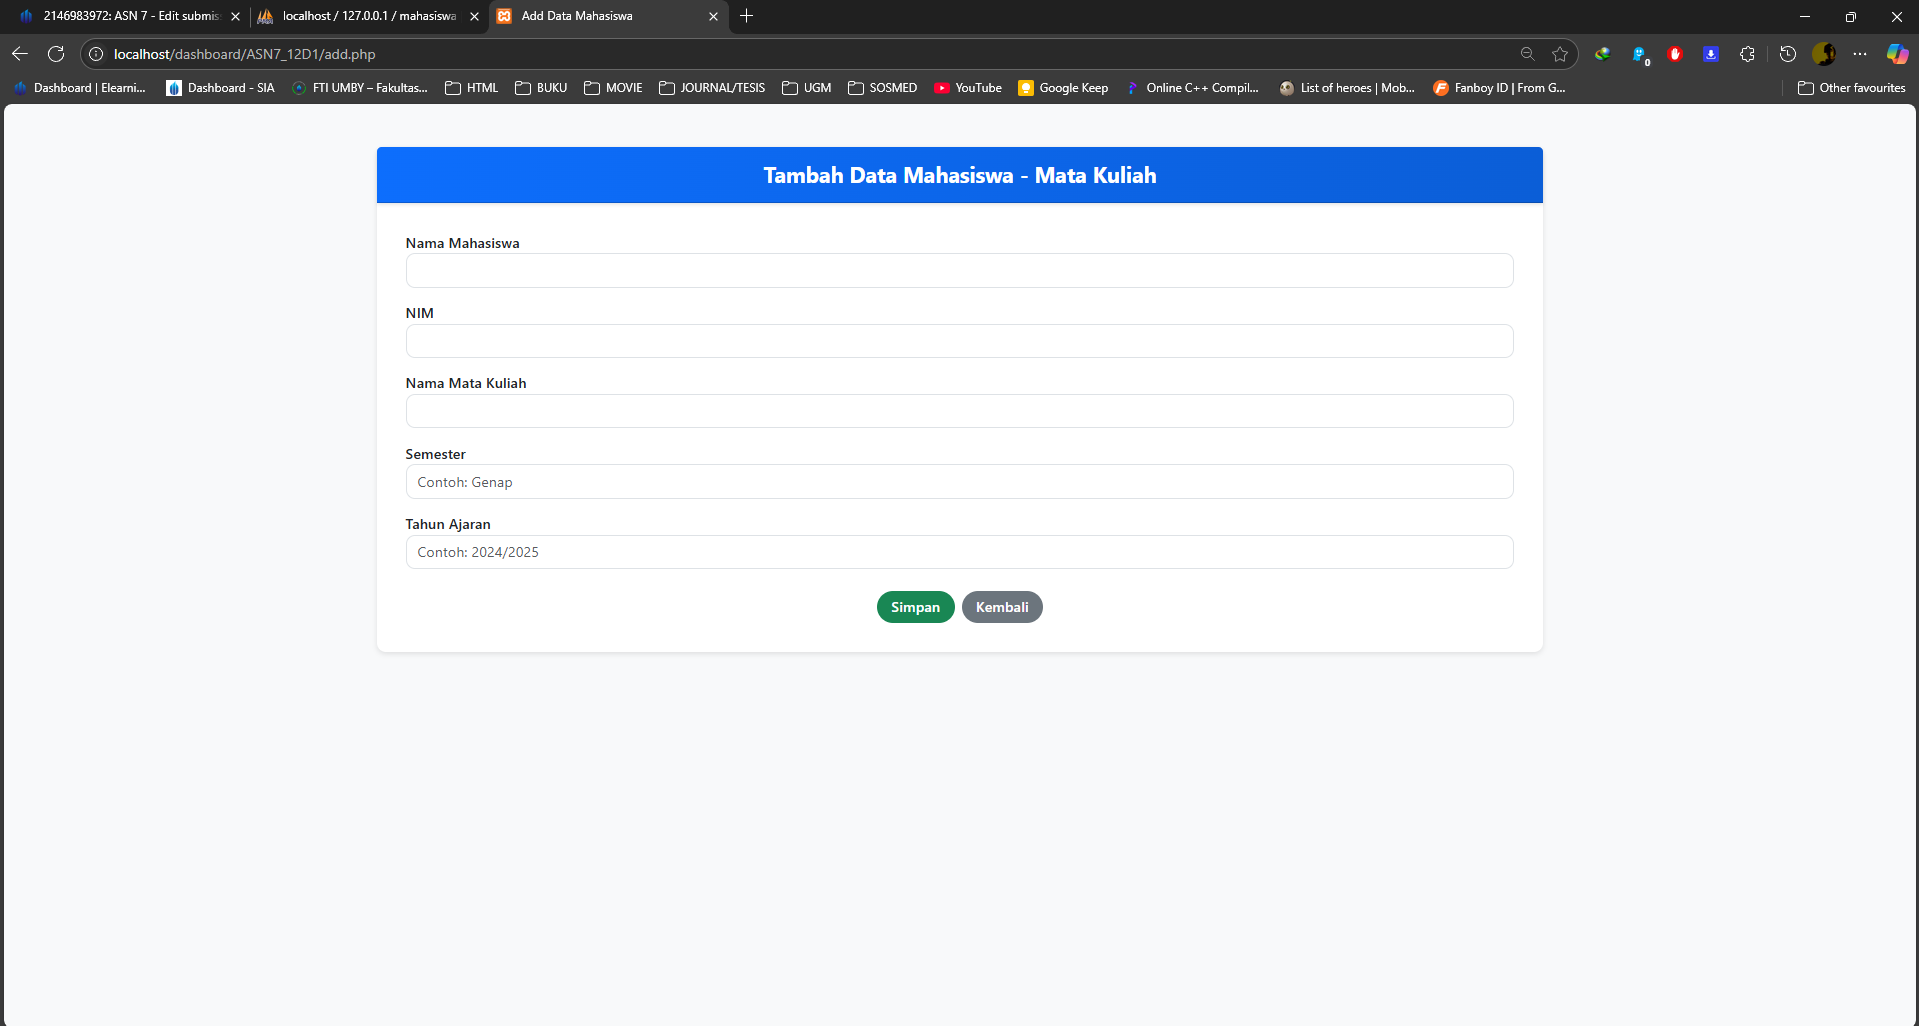 2146983972: ASN 7 - Edit submis
localhost / 127.0.0.1 / mahasiswa
Add Data Mahasiswa
localhost/dashboard/ASN7_12D1/add.php
0
Dashboard | Elearni...
Dashboard - SIA
FTI UMBY – Fakultas...
HTML
BUKU
MOVIE
JOURNAL/TESIS
UGM
SOSMED
YouTube
Google Keep
Online C++ Compil...
List of heroes | Mob...
Fanboy ID | From G...
Other favourites
Tambah Data Mahasiswa - Mata Kuliah
Nama Mahasiswa
NIM
Nama Mata Kuliah
Semester
Contoh: Genap
Tahun Ajaran
Contoh: 2024/2025
Simpan
Kembali